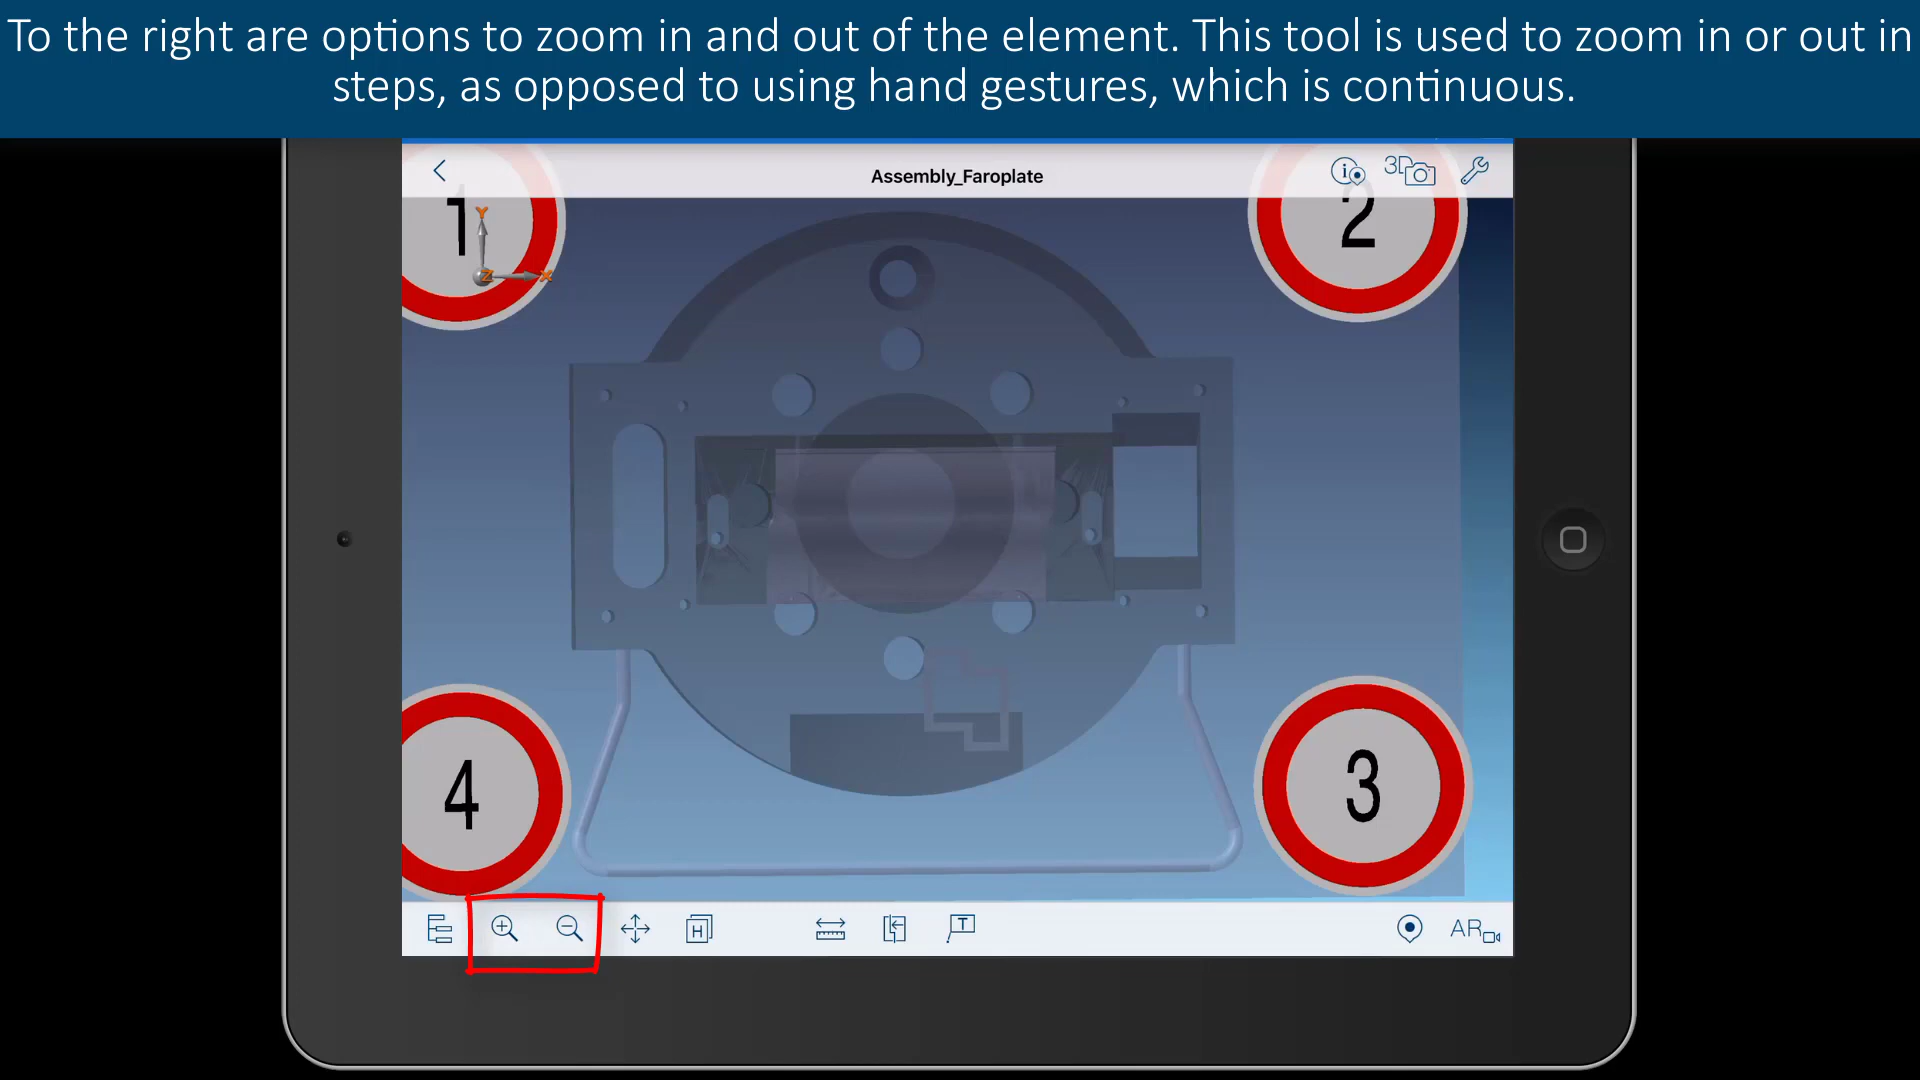 To the right are options to zoom in and out of the element. This tool is used to zoom in or out in
steps, as opposed to using hand gestures, which is continuous.
Assembly_Faroplate
i
3D
1
2
Y
Z
X
4
3
H
T
AR